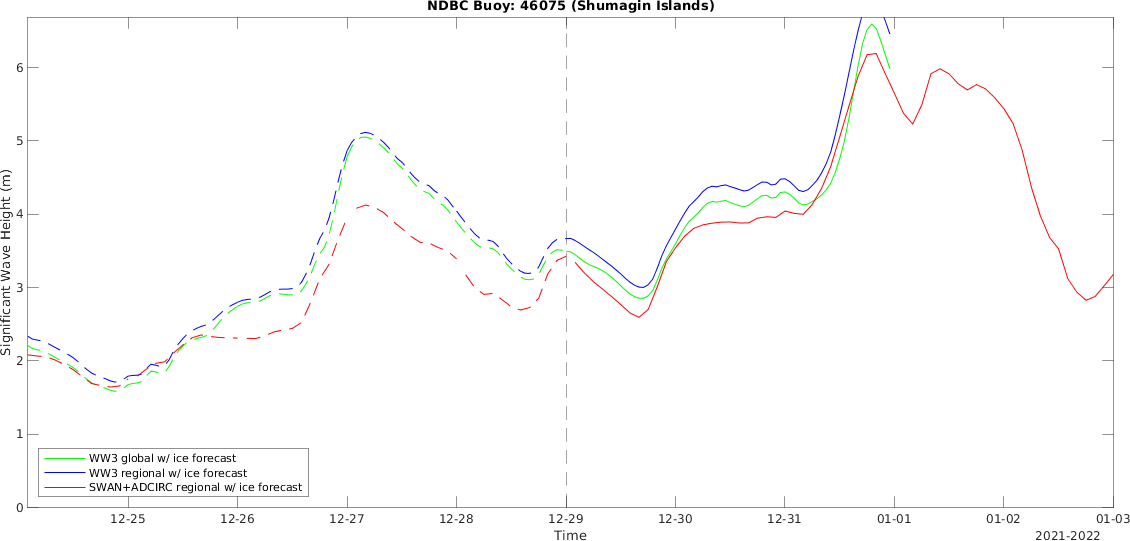 NDBC Buoy: 46075 (Shumagin Islands)
Significant Wave Height (m)
6
5
4
3
2
1
0
WW3 global w/ ice forecast
WW3 regional w/ ice forecast
SWAN+ADCIRC regional w/ ice forecast
12-25 12-26 12-27 12-28 12-29 12-30 12-31 01-01 01-02 01-03
Time
2021-2022